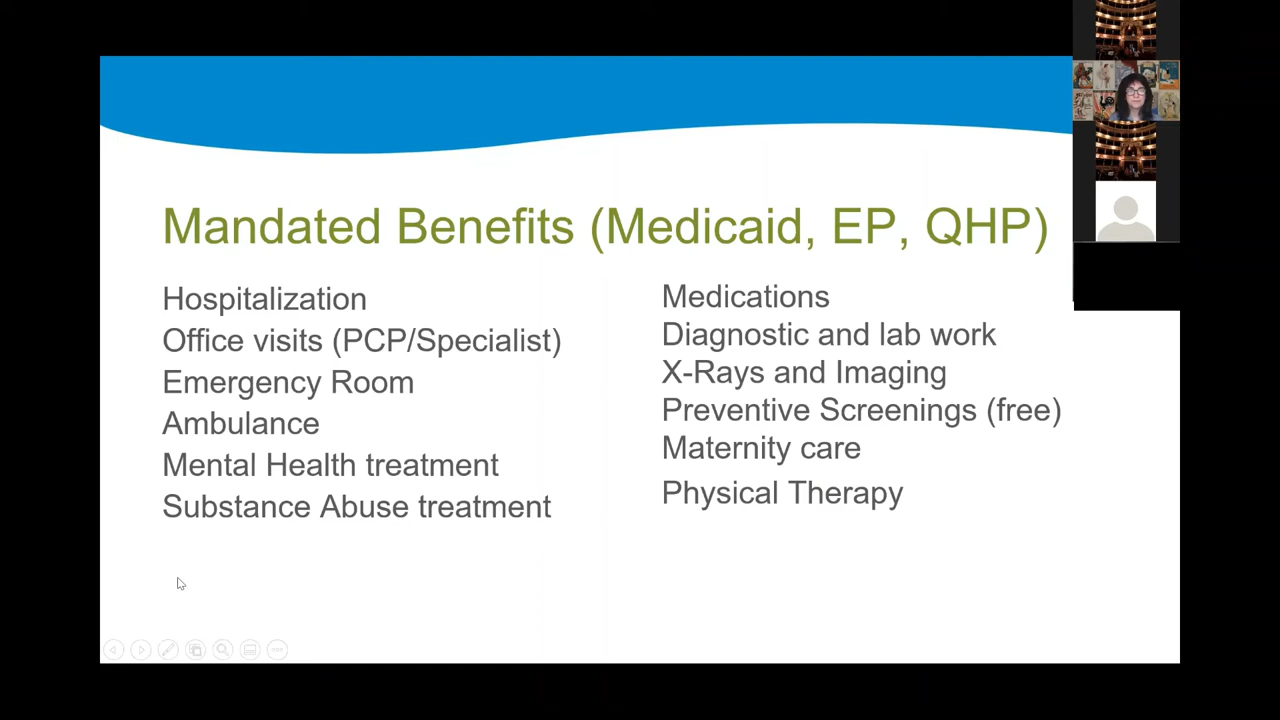 Mandated Benefits (Medicaid, EP, QHP)
Hospitalization
Office visits (PCP/Specialist)
Emergency Room
Ambulance
Mental Health treatment
Substance Abuse treatment
Medications
Diagnostic and lab work
X-Rays and Imaging
Preventive Screenings (free)
Maternity care
Physical Therapy